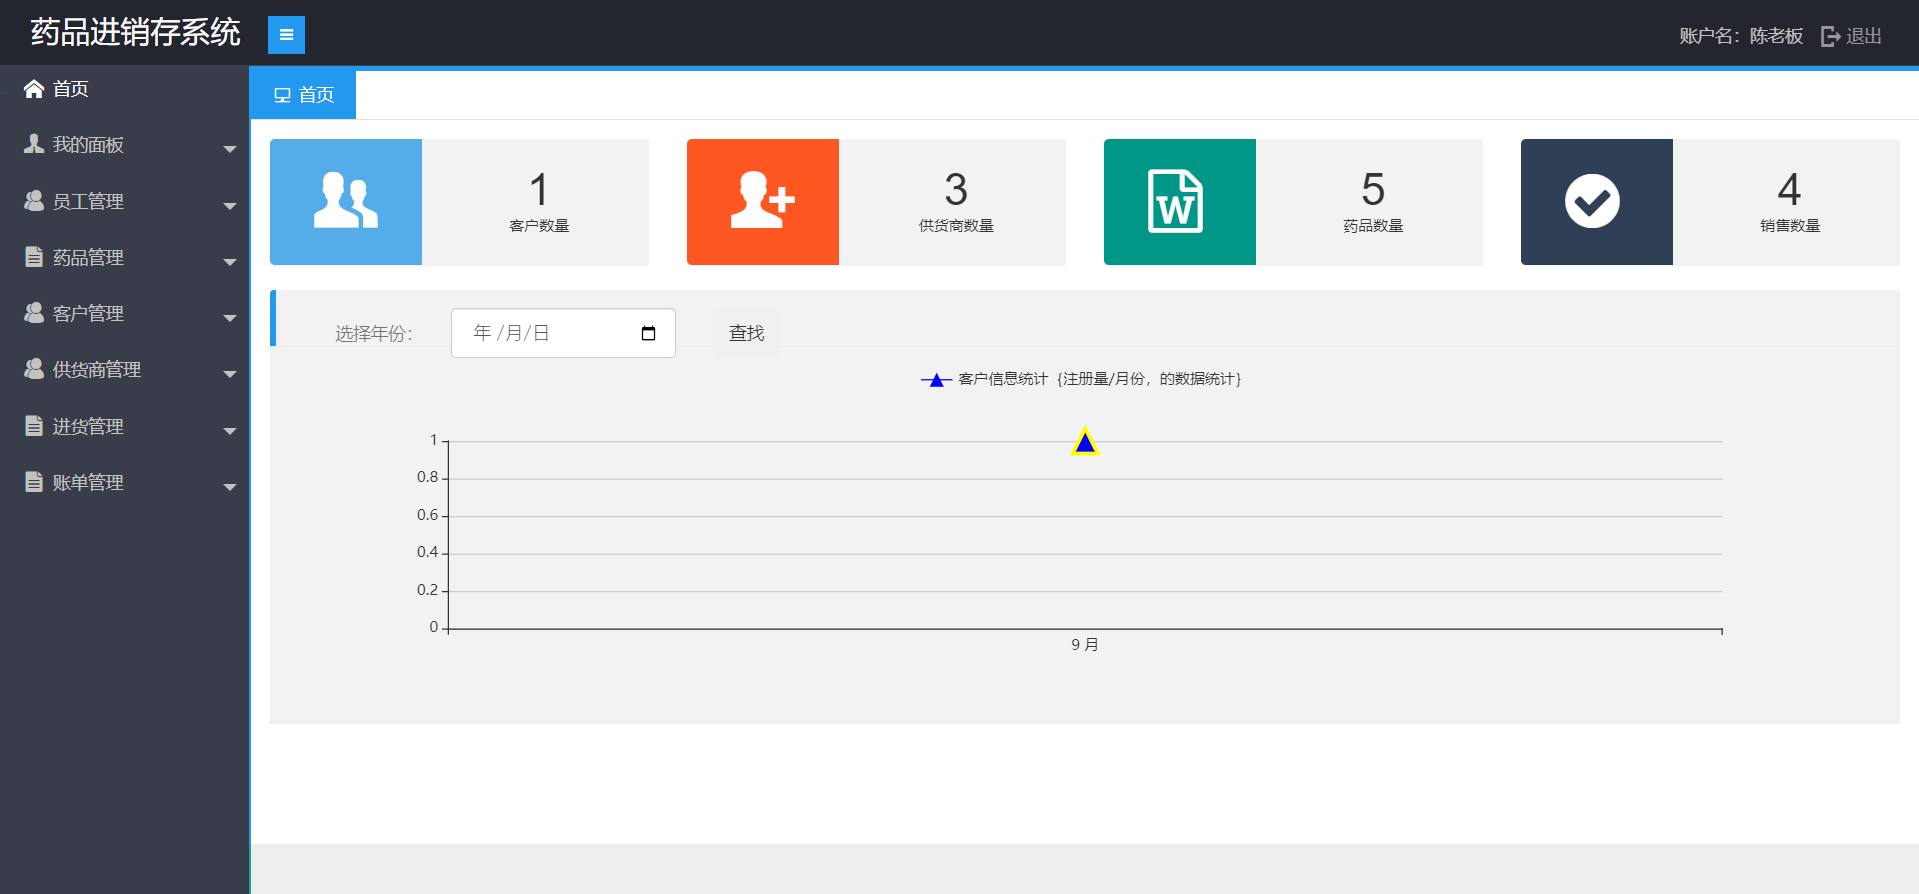 药品进销存系统
账户名：陈老板 退出
首页
我的面板
员工管理
药品管理
客户管理
供货商管理
进货管理
账单管理
首页
1
客户数量
3
供货商数量
W
5
药品数量
4
销售数量
选择年份： 年 /月/日 查找
客户信息统计｛注册量/月份，的数据统计｝
1
0.8
0.6
0.4
0.2
0
9 月